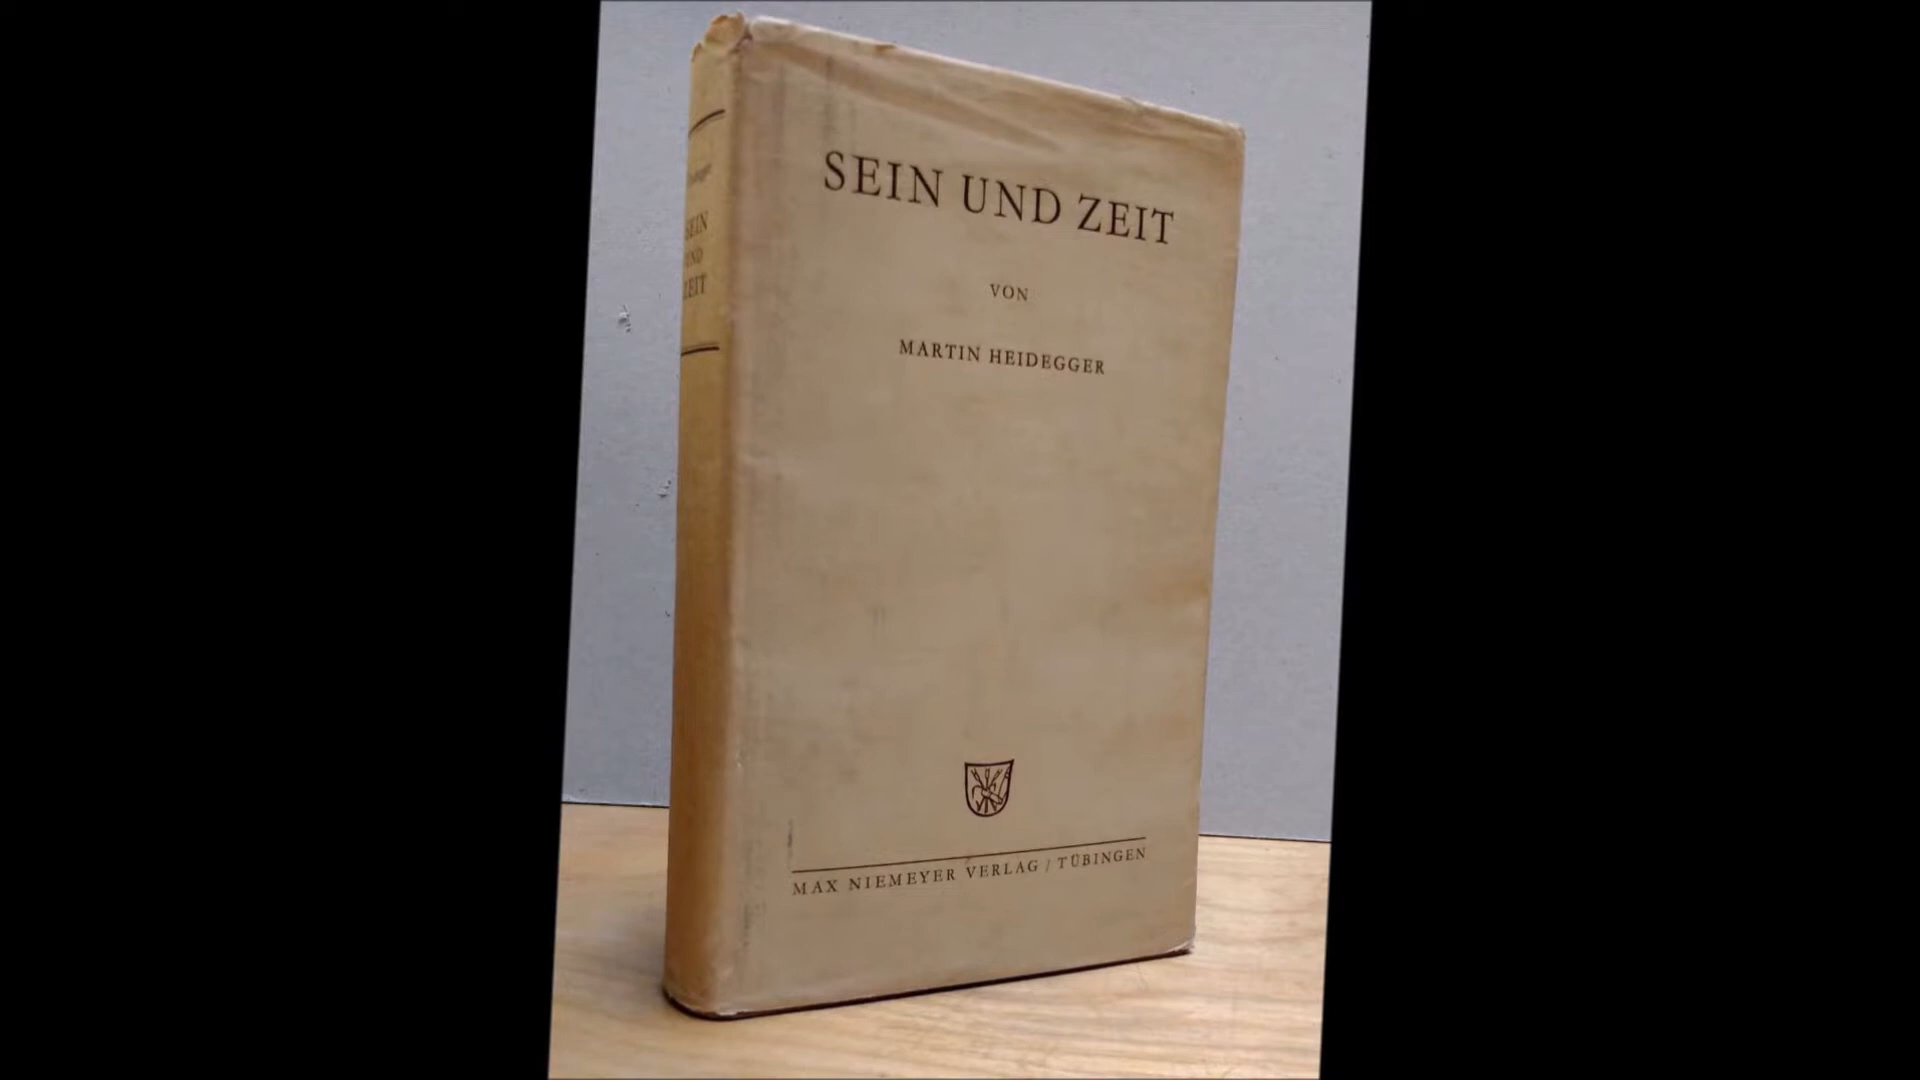 SEIN UND ZEIT
VON
MARTIN HEIDEGGER
MAX NIEMEYER VERLAG / TÜBINGEN
SEIN
UND
ZEIT